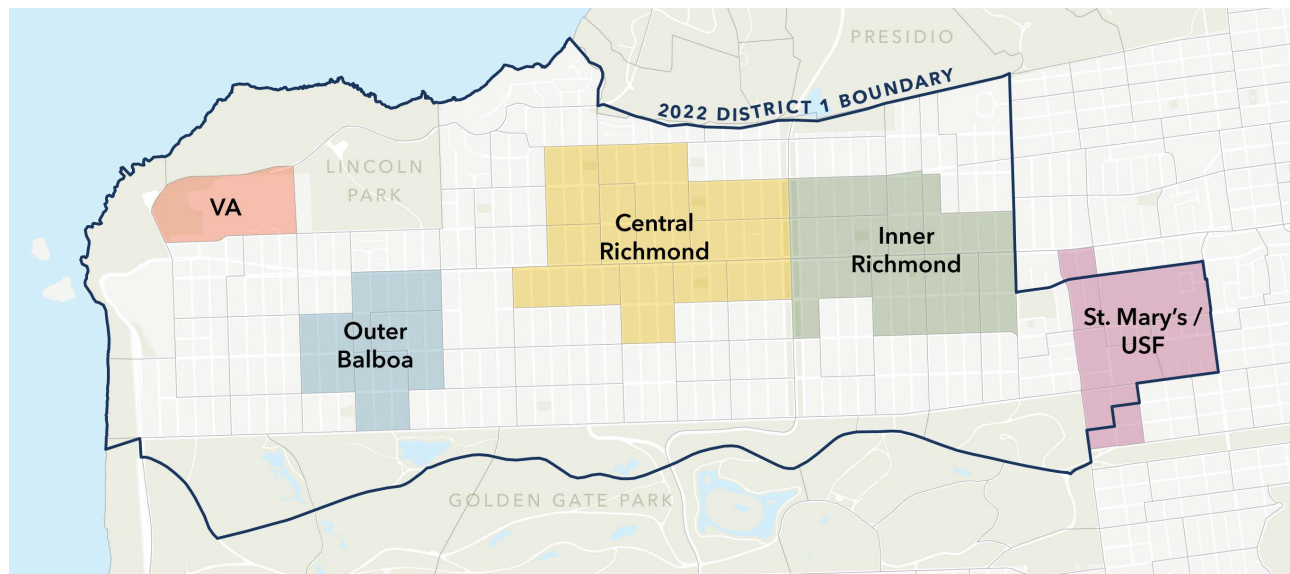 PRESIDIO
2022 DISTRICT 1 BOUNDARY
LINCOLN
PARK
VA
Central
Richmond
Inner
Richmond
Outer
Balboa
St. Mary's /
USF
GOLDEN GATE PARK